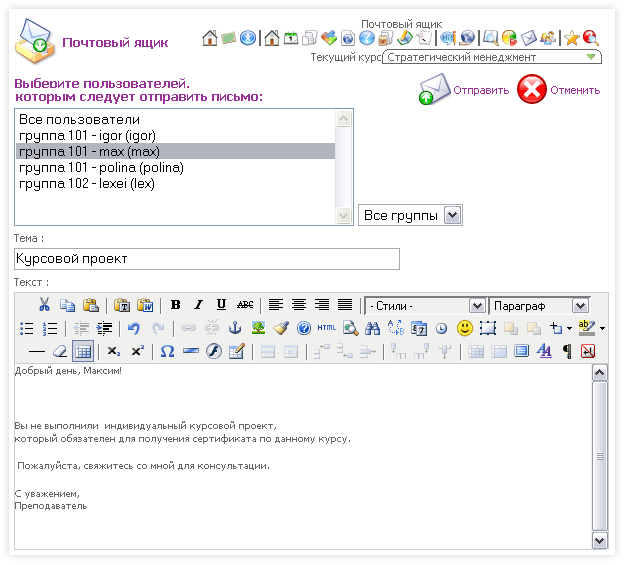 Почтовый ящик
Почтовый ящик
Текущий курс
Стратегический менеджмент
Выберите пользователей,
которым следует отправить письмо:
Отправить
Отменить
Все пользователи
группа 101 - igor (igor)
группа 101 - max (max)
группа 101 - polina (polina)
группа 102 - lexei (lex)
Все группы
Тема :
Курсовой проект
Текст :
B I U ABC
- Стили -
Параграф
HTML
Добрый день, Максим!
Вы не выполнили индивидуальный курсовой проект,
который обязателен для получения сертификата по данному курсу.
Пожалуйста, свяжитесь со мной для консультации.
С уважением,
Преподаватель